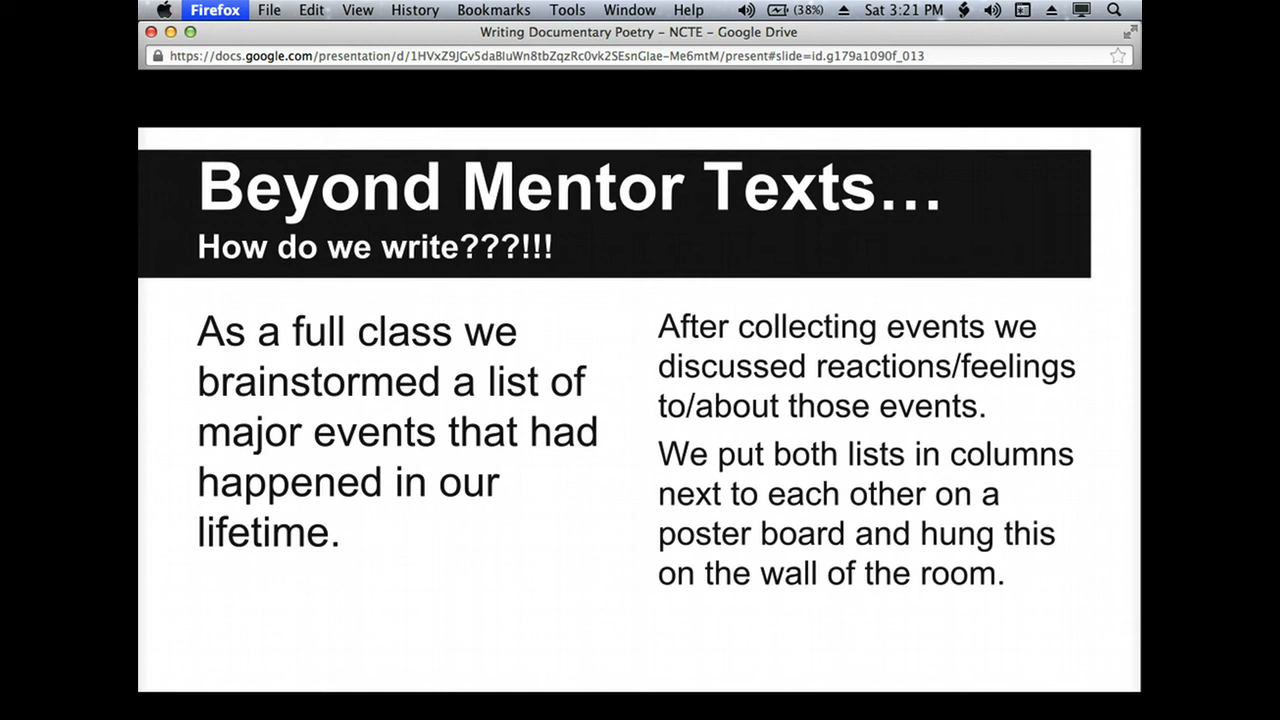 Firefox File Edit View History Bookmarks Tools Window Help (38%) Sat 3:21 PM
Writing Documentary Poetry – NCTE – Google Drive
https://docs.google.com/presentation/d/1HVxZ9JGv5daBluWn8tbZqzRc0vk2SEsnGIae-Me6mtM/present#slide=id.g179a1090f_013
Beyond Mentor Texts…
How do we write???!!!
As a full class we
brainstormed a list of
major events that had
happened in our
lifetime.
After collecting events we
discussed reactions/feelings
to/about those events.
We put both lists in columns
next to each other on a
poster board and hung this
on the wall of the room.